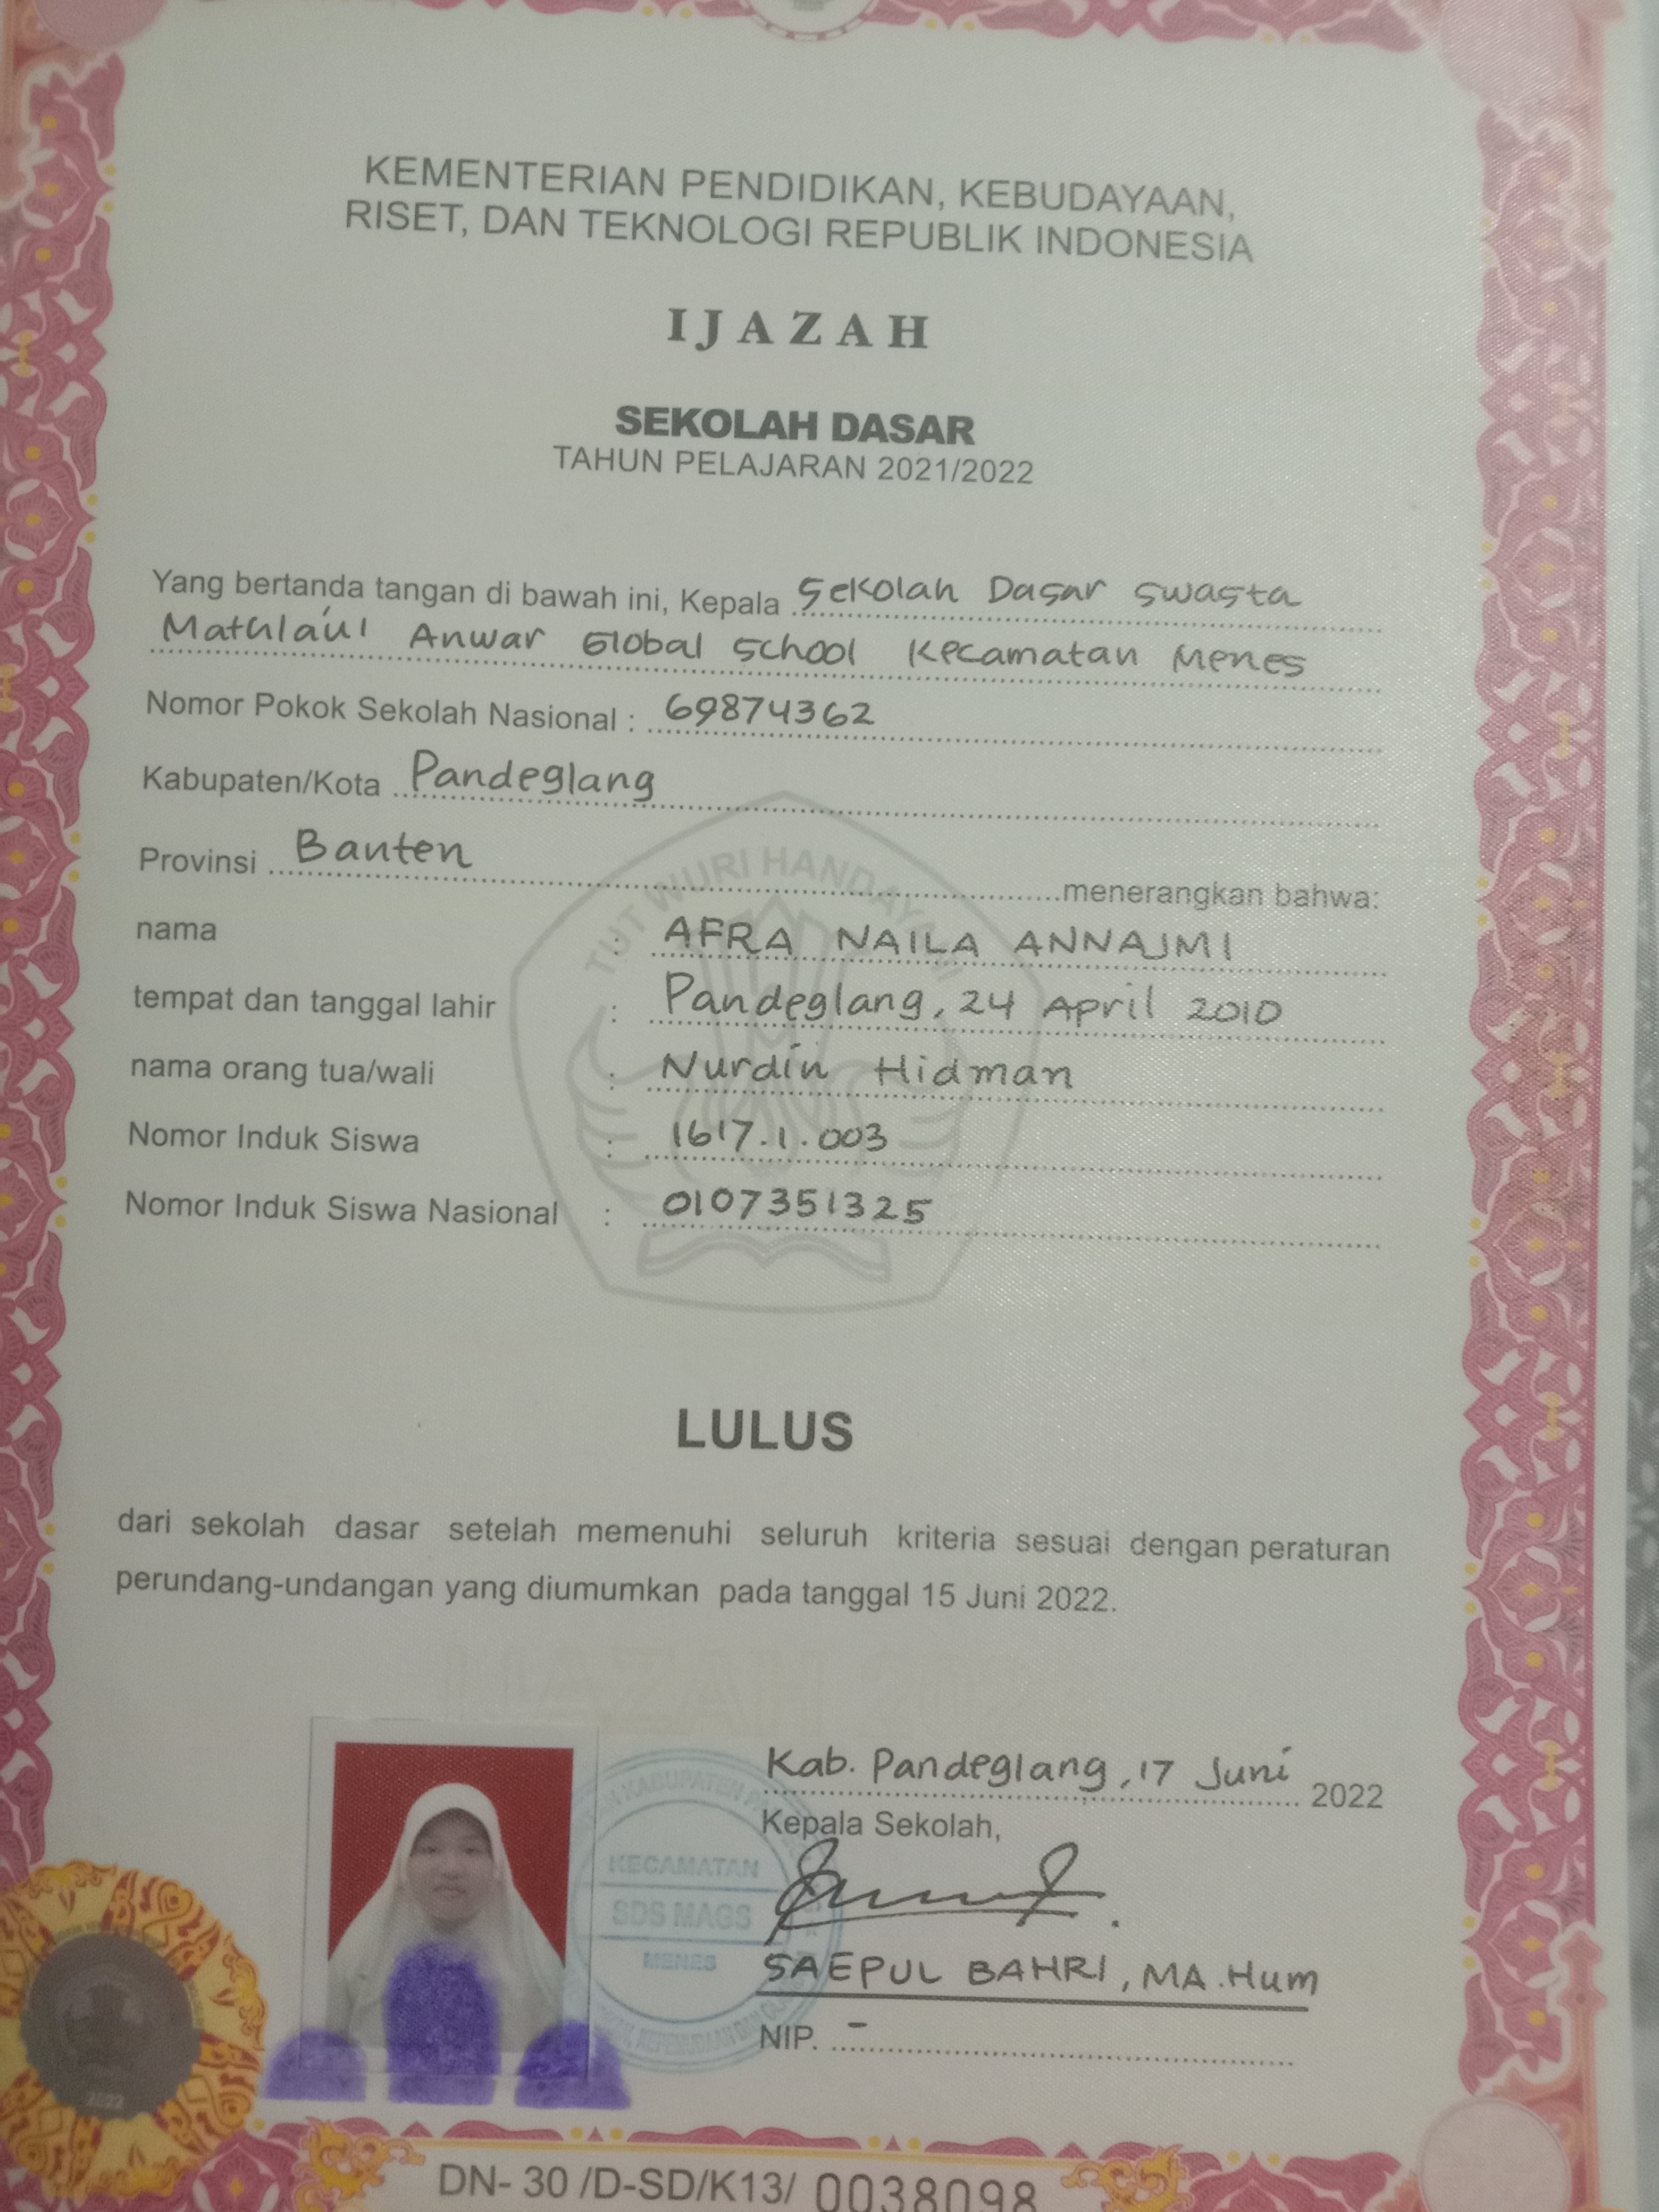 KEMENTERIAN PENDIDIKAN, KEBUDAYAAN,
RISET, DAN TEKNOLOGI REPUBLIK INDONESIA
IJAZAH
SEKOLAH DASAR
TAHUN PELAJARAN 2021/2022
Yang bertanda tangan di bawah ini, Kepala Sekolah Dasar Swasta
Mathla'ul Anwar Global School Kecamatan Menes
Nomor Pokok Sekolah Nasional : 69874362
Kabupaten/Kota Pandeglang
Provinsi Banten menerangkan bahwa:
TUT WURI HANDAYANI
nama : AFRA NAILA ANNAJMI
tempat dan tanggal lahir : Pandeglang, 24 April 2010
nama orang tua/wali : Nurdin Hidman
Nomor Induk Siswa : 1617.1.003
Nomor Induk Siswa Nasional : 0107351325
LULUS
dari sekolah dasar setelah memenuhi seluruh kriteria sesuai dengan peraturan
perundang-undangan yang diumumkan pada tanggal 15 Juni 2022.
Kab. Pandeglang, 17 Juni 2022
Kepala Sekolah,
KABUPATEN
KECAMATAN
SDS MAGS
MENES
SAEPUL BAHRI, MA.Hum
NIP. -
2022
DN- 30 /D-SD/K13/ 0038098